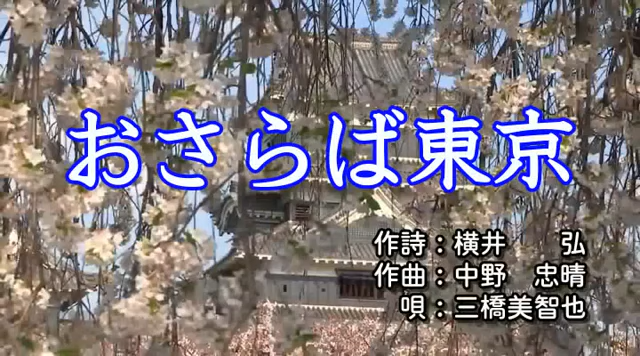 おさらば東京
作詩：横井　　弘
作曲：中野　忠晴
唄：三橋美智也